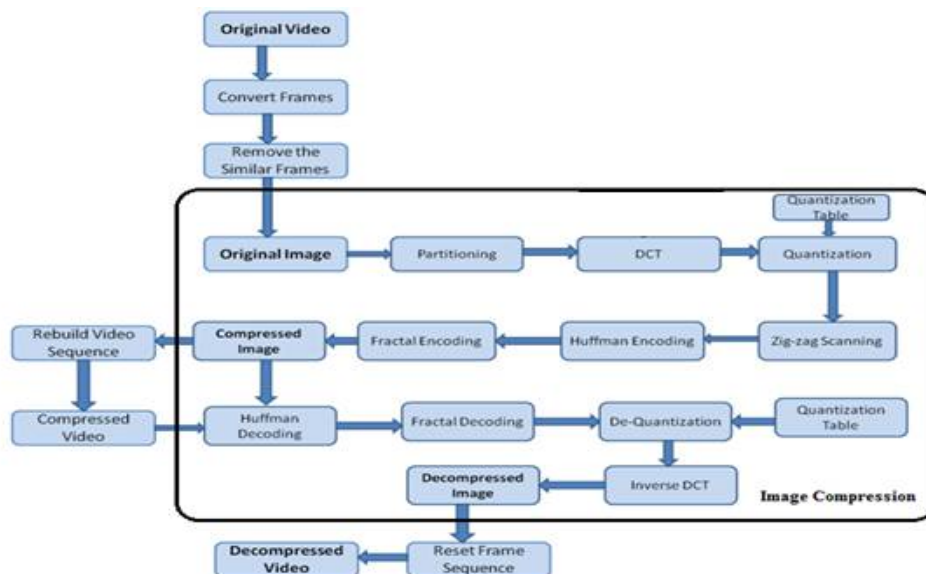 Original Video
Convert Frames
Remove the
Similar Frames
Quantization
Table
Original Image
Partitioning
DCT
Quantization
Rebuild Video
Sequence
Compressed
Image
Fractal Encoding
Huffman Encoding
Zig-zag Scanning
Compressed
Video
Huffman
Decoding
Fractal Decoding
De-Quantization
Quantization
Table
Decompressed
Image
Inverse DCT
Image Compression
Decompressed
Video
Reset Frame
Sequence